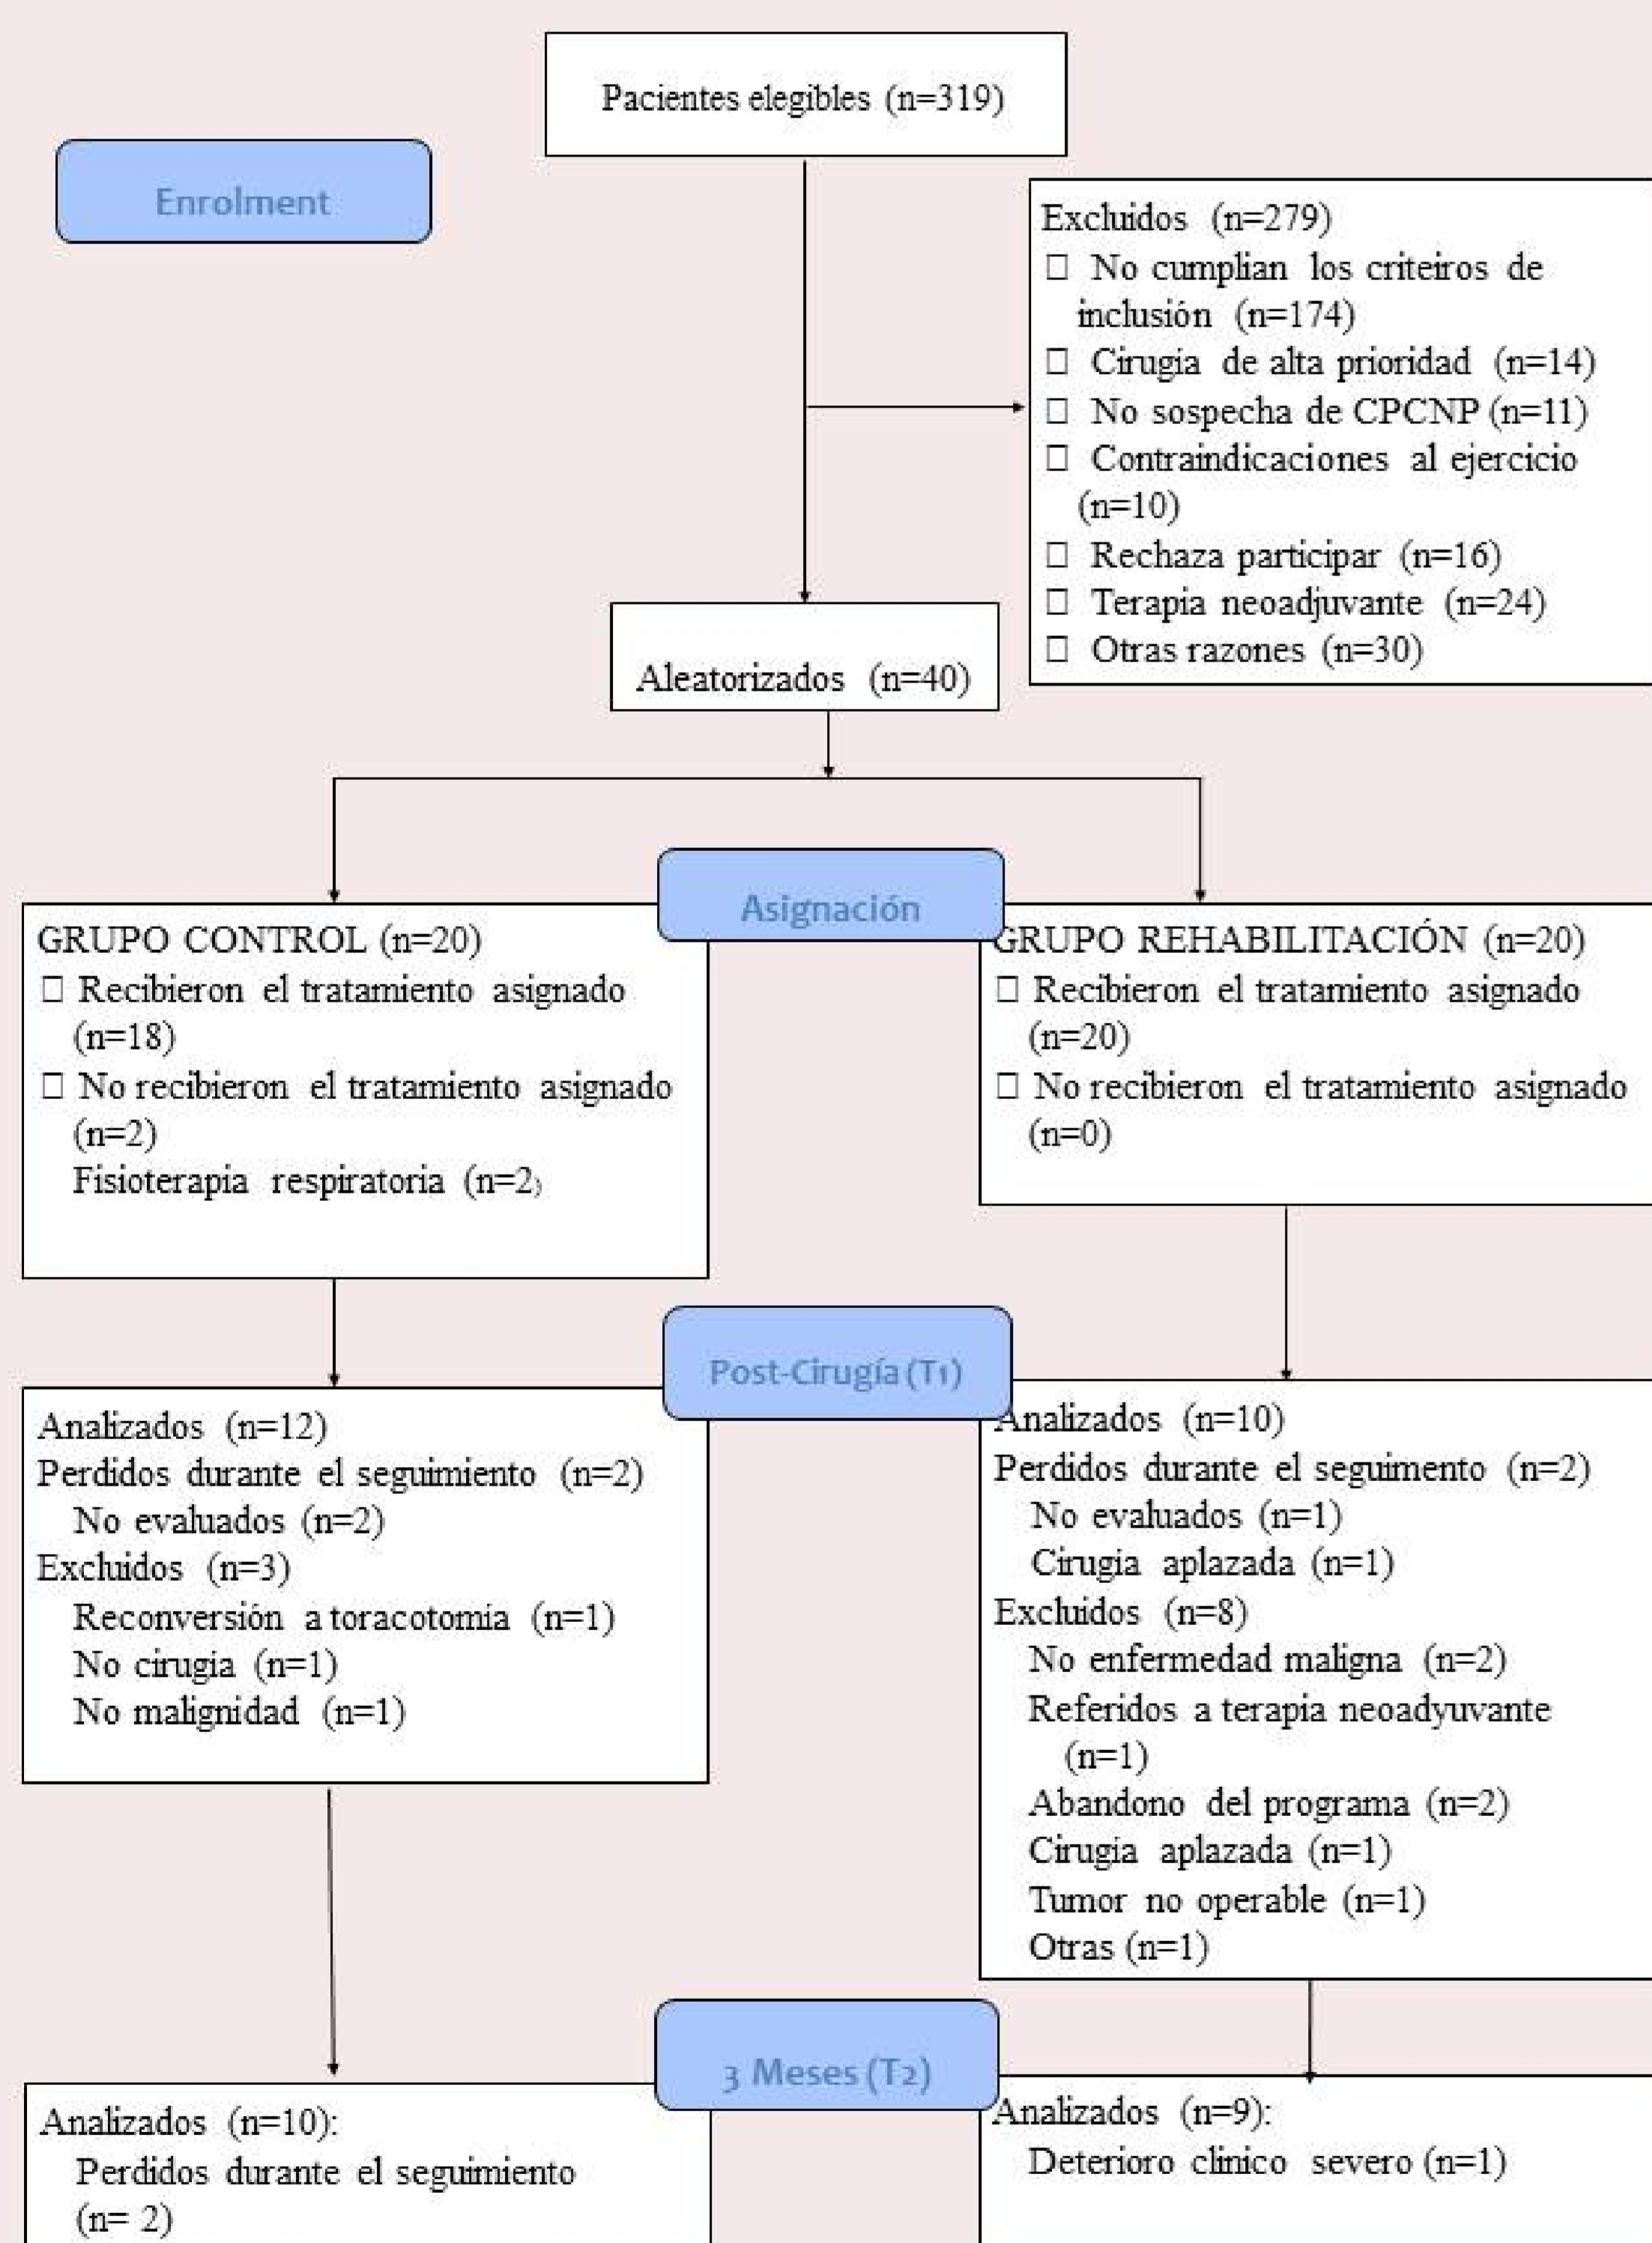 Pacientes elegibles (n=319)
Enrolment
Excluidos (n=279)
No cumplian los criteiros de
inclusión (n=174)
Cirugia de alta prioridad (n=14)
No sospecha de CPCNP (n=11)
Contraindicaciones al ejercicio
(n=10)
Rechaza participar (n=16)
Terapia neoadjuvante (n=24)
Otras razones (n=30)
Aleatorizados (n=40)
Asignación
GRUPO CONTROL (n=20)
Recibieron el tratamiento asignado
(n=18)
No recibieron el tratamiento asignado
(n=2)
Fisioterapia respiratoria (n=2)
GRUPO REHABILITACIÓN (n=20)
Recibieron el tratamiento asignado
(n=20)
No recibieron el tratamiento asignado
(n=0)
Post-Cirugía (T1)
Analizados (n=12)
Perdidos durante el seguimiento (n=2)
No evaluados (n=2)
Excluidos (n=3)
Reconversión a toracotomia (n=1)
No cirugia (n=1)
No malignidad (n=1)
Analizados (n=10)
Perdidos durante el seguimento (n=2)
No evaluados (n=1)
Cirugia aplazada (n=1)
Excluidos (n=8)
No enfermedad maligna (n=2)
Referidos a terapia neoadyuvante
(n=1)
Abandono del programa (n=2)
Cirugia aplazada (n=1)
Tumor no operable (n=1)
Otras (n=1)
3 Meses (T2)
Analizados (n=10):
Perdidos durante el seguimiento
(n= 2)
Analizados (n=9):
Deterioro clinico severo (n=1)